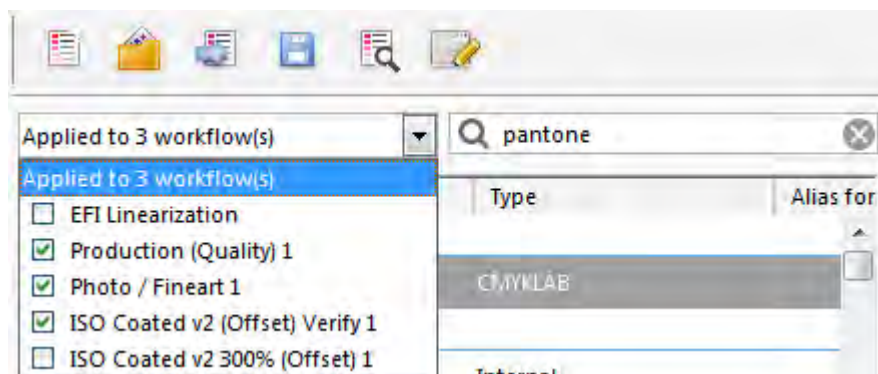 Applied to 3 workflow(s)
pantone
Applied to 3 workflow(s)
Type
Alias for
EFI Linearization
Production (Quality) 1
Photo / Fineart 1
CMYKLAB
ISO Coated v2 (Offset) Verify 1
ISO Coated v2 300% (Offset) 1
Internal